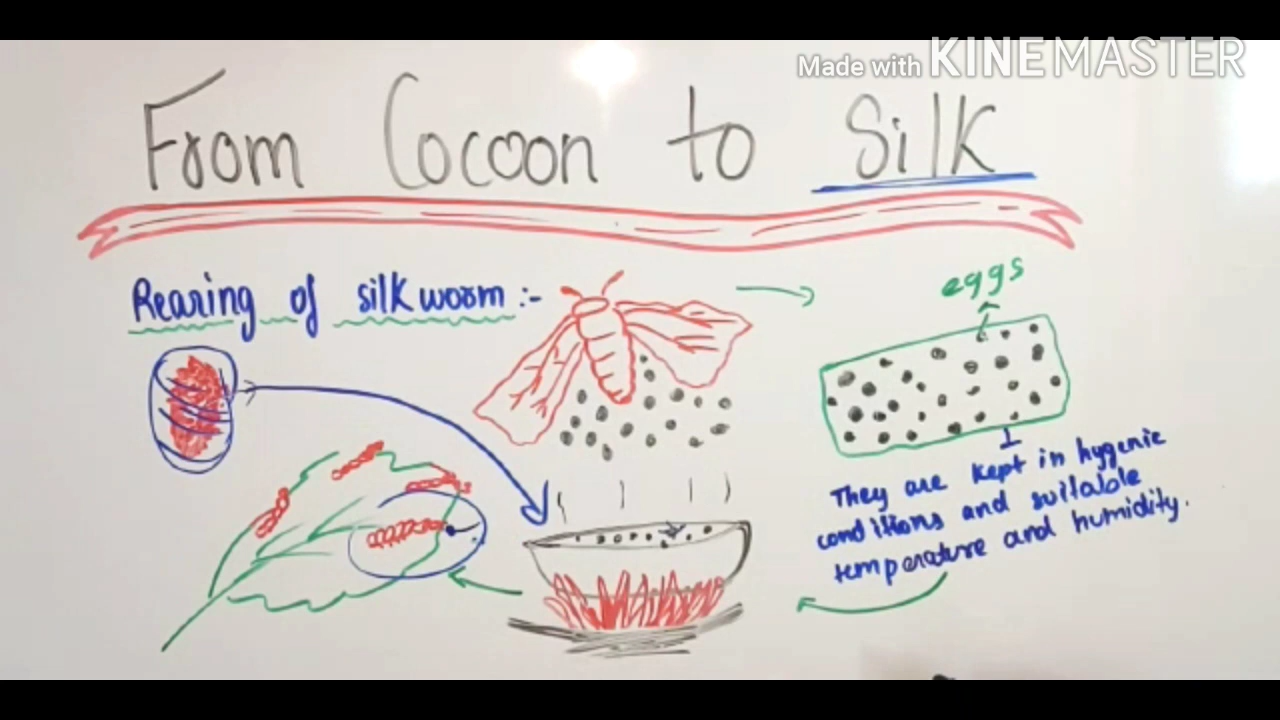 Made with KINEMASTER
From Cocoon to Silk
Rearing of silkworm :-
eggs
They are kept in hygenic
conditions and suitable
temperature and humidity.